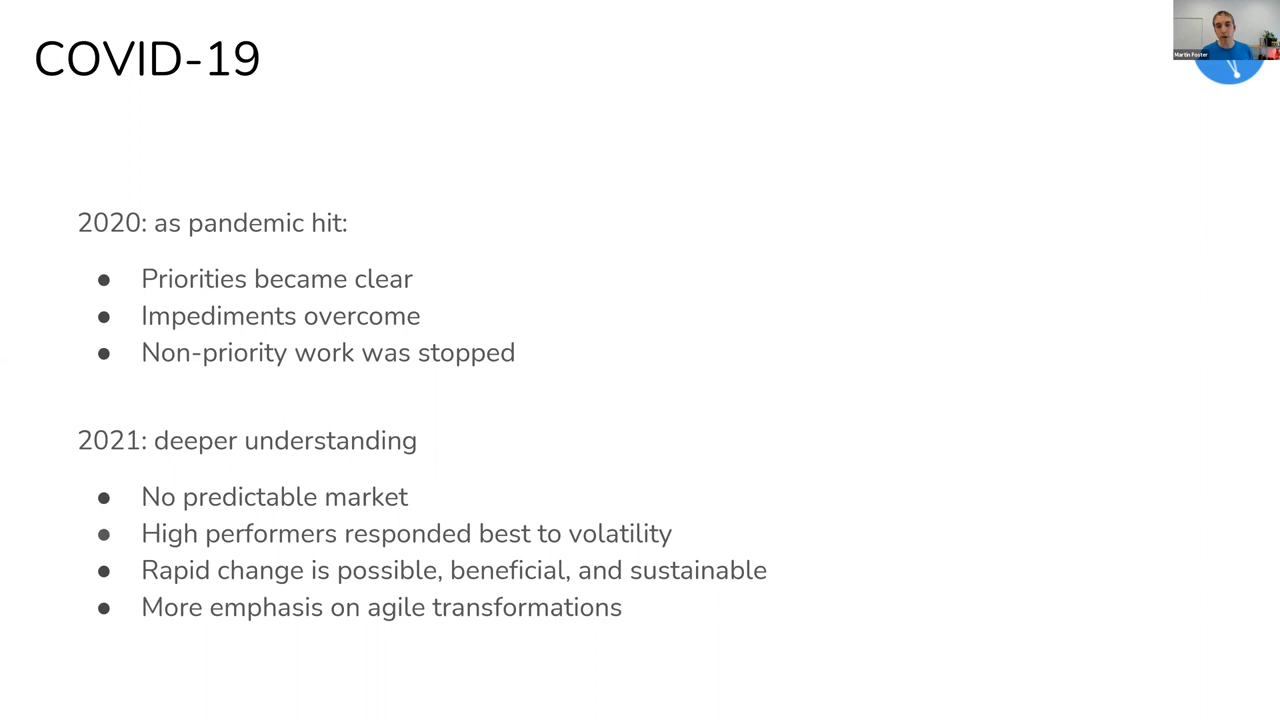 COVID-19
Martin Foster
2020: as pandemic hit:
● Priorities became clear
● Impediments overcome
● Non-priority work was stopped
2021: deeper understanding
● No predictable market
● High performers responded best to volatility
● Rapid change is possible, beneficial, and sustainable
● More emphasis on agile transformations